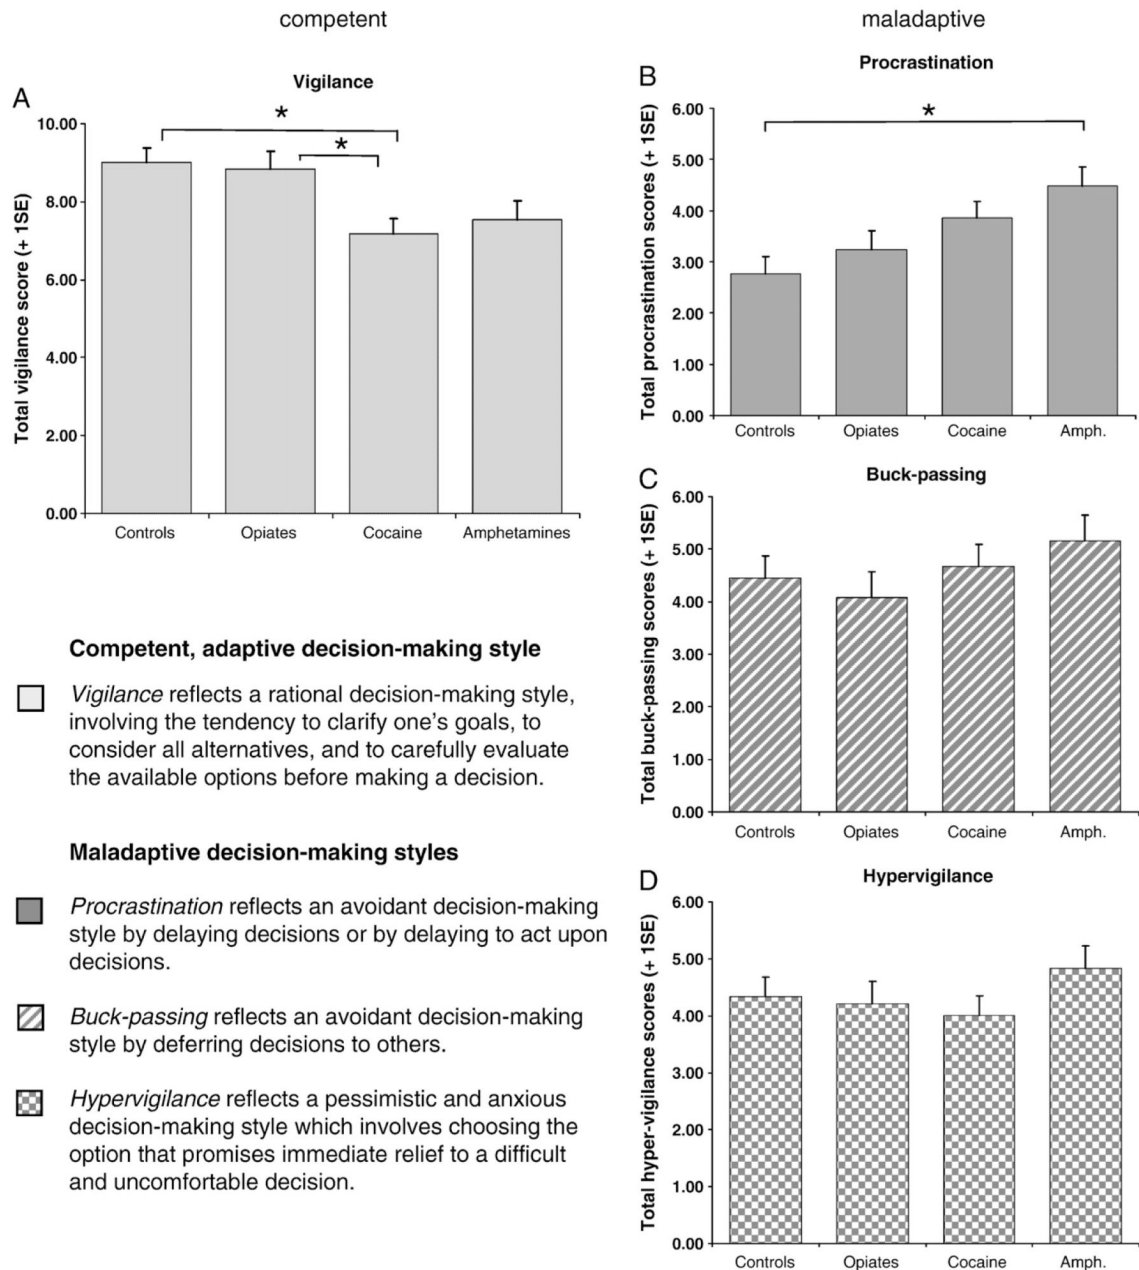 competent
maladaptive
A
Vigilance
Total vigilance score (+ 1SE)
10.00
8.00
6.00
4.00
2.00
0.00
*
*
Controls
Opiates
Cocaine
Amphetamines
B
Procrastination
Total procrastination scores (+ 1SE)
6.00
5.00
4.00
3.00
2.00
1.00
0.00
*
Controls
Opiates
Cocaine
Amph.
C
Buck-passing
Total buck-passing scores (+ 1SE)
6.00
5.00
4.00
3.00
2.00
1.00
0.00
Controls
Opiates
Cocaine
Amph.
D
Hypervigilance
Total hyper-vigilance scores (+ 1SE)
6.00
5.00
4.00
3.00
2.00
1.00
0.00
Controls
Opiates
Cocaine
Amph.
Competent, adaptive decision-making style
Vigilance reflects a rational decision-making style,
involving the tendency to clarify one's goals, to
consider all alternatives, and to carefully evaluate
the available options before making a decision.
Maladaptive decision-making styles
Procrastination reflects an avoidant decision-making
style by delaying decisions or by delaying to act upon
decisions.
Buck-passing reflects an avoidant decision-making
style by deferring decisions to others.
Hypervigilance reflects a pessimistic and anxious
decision-making style which involves choosing the
option that promises immediate relief to a difficult
and uncomfortable decision.